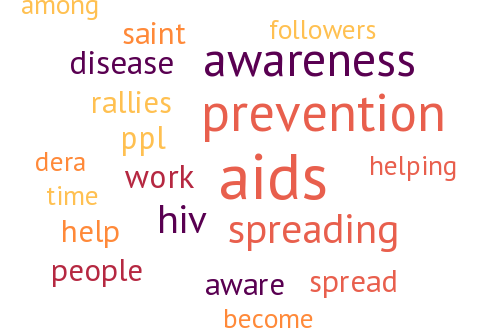 among
followers
saint
disease
awareness
rallies
prevention
ppl
dera
work
aids
helping
time
hiv
help
spreading
people
aware
spread
become